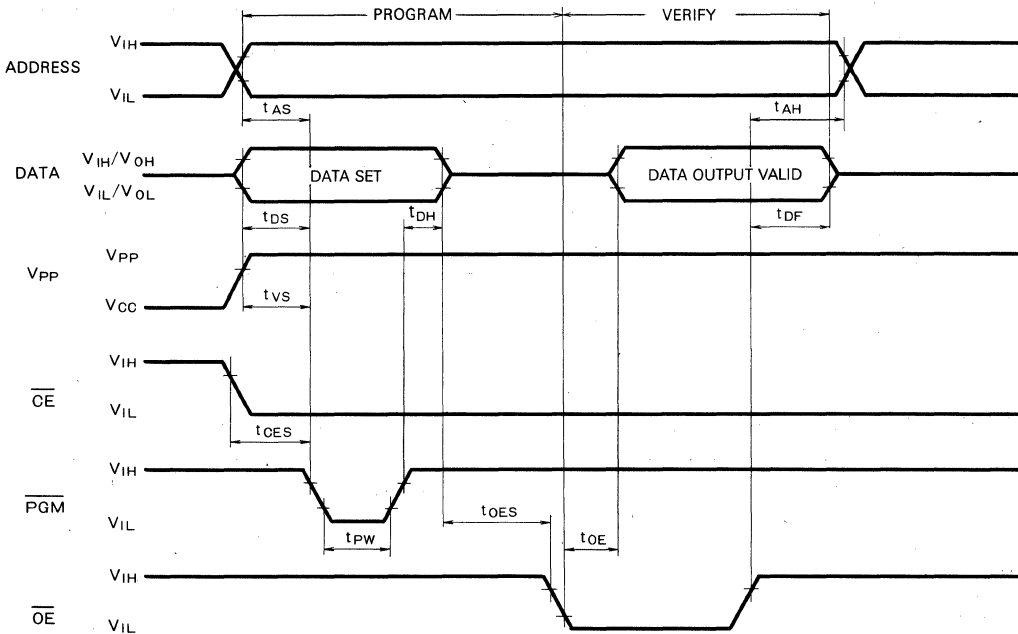 PROGRAM
VERIFY
VIH
ADDRESS
VIL
tAS
tAH
VIH/VOH
DATA
DATA SET
DATA OUTPUT VALID
VIL/VOL
tDS
tDH
tDF
VPP
VPP
VCC
tVS
VIH
CE
VIL
tCES
VIH
PGM
VIL
tPW
tOES
tOE
VIH
OE
VIL